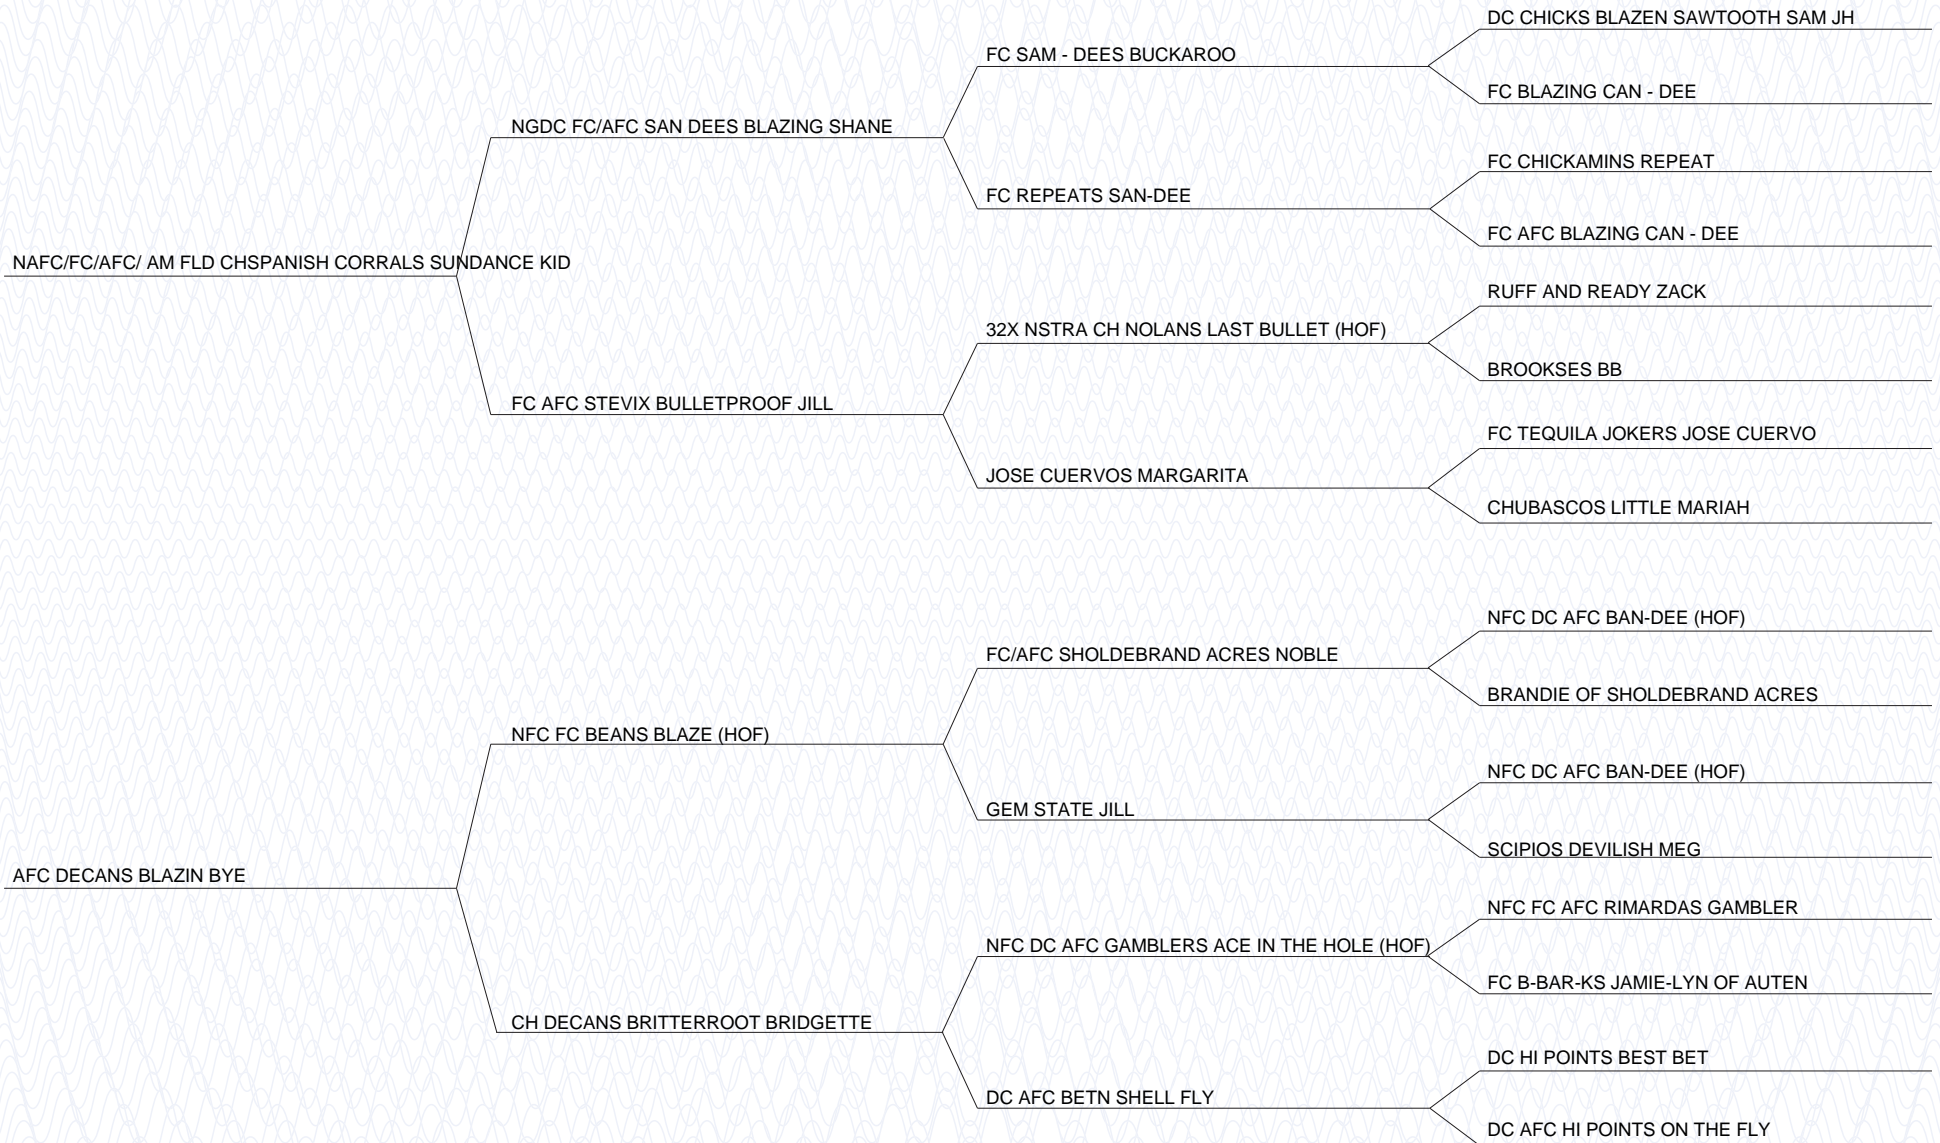 DC CHICKS BLAZEN SAWTOOTH SAM JH
FC SAM - DEES BUCKAROO
FC BLAZING CAN - DEE
NGDC FC/AFC SAN DEES BLAZING SHANE
FC CHICKAMINS REPEAT
FC REPEATS SAN-DEE
FC AFC BLAZING CAN - DEE
NAFC/FC/AFC/ AM FLD CHSPANISH CORRALS SUNDANCE KID
RUFF AND READY ZACK
32X NSTRA CH NOLANS LAST BULLET (HOF)
BROOKSES BB
FC AFC STEVIX BULLETPROOF JILL
FC TEQUILA JOKERS JOSE CUERVO
JOSE CUERVOS MARGARITA
CHUBASCOS LITTLE MARIAH
NFC DC AFC BAN-DEE (HOF)
FC/AFC SHOLDEBRAND ACRES NOBLE
BRANDIE OF SHOLDEBRAND ACRES
NFC FC BEANS BLAZE (HOF)
NFC DC AFC BAN-DEE (HOF)
GEM STATE JILL
SCIPIOS DEVILISH MEG
AFC DECANS BLAZIN BYE
NFC FC AFC RIMARDAS GAMBLER
NFC DC AFC GAMBLERS ACE IN THE HOLE (HOF)
FC B-BAR-KS JAMIE-LYN OF AUTEN
CH DECANS BRITTERROOT BRIDGETTE
DC HI POINTS BEST BET
DC AFC BETN SHELL FLY
DC AFC HI POINTS ON THE FLY